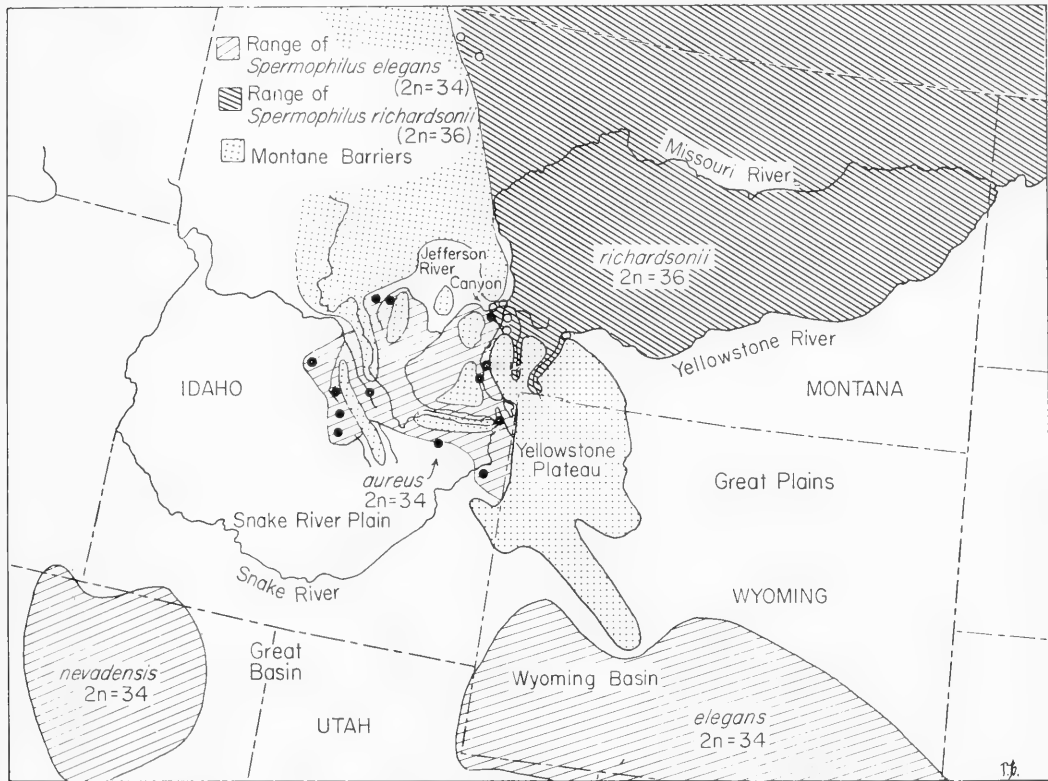 Range of
Spermophilus elegans
(2n=34)
Range of
Spermophilus richardsonii
(2n=36)
Montane Barriers
Missouri River
Jefferson
River
Canyon
richardsonii
2n=36
Yellowstone River
IDAHO
MONTANA
Yellowstone
Plateau
aureus
2n=34
Great Plains
Snake River Plain
Snake River
WYOMING
nevadensis
2n=34
Great
Basin
Wyoming Basin
UTAH
elegans
2n=34